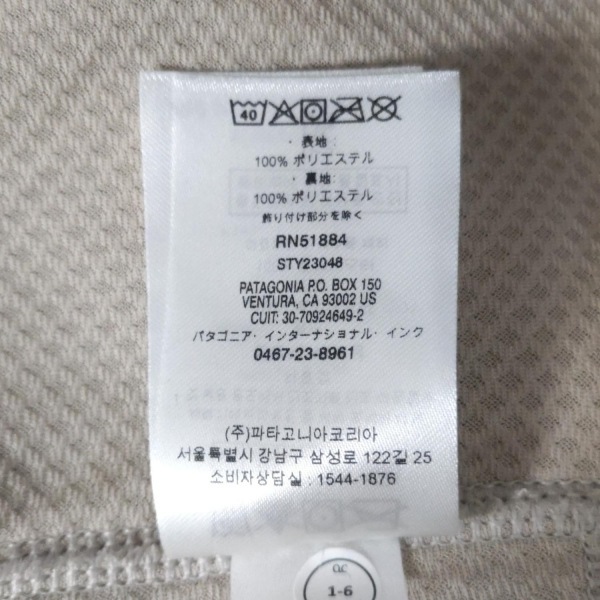 40
・表地:
100% ポリエステル
・裏地:
100% ポリエステル
飾り付け部分を除く
RN51884
STY23048
PATAGONIA P.O. BOX 150
VENTURA, CA 93002 US
CUIT: 30-70924649-2
パタゴニア・インターナショナル・インク
0467-23-8961
(주)파타고니아코리아
서울특별시 강남구 삼성로 122길 25
소비자상담실 : 1544-1876
1-6